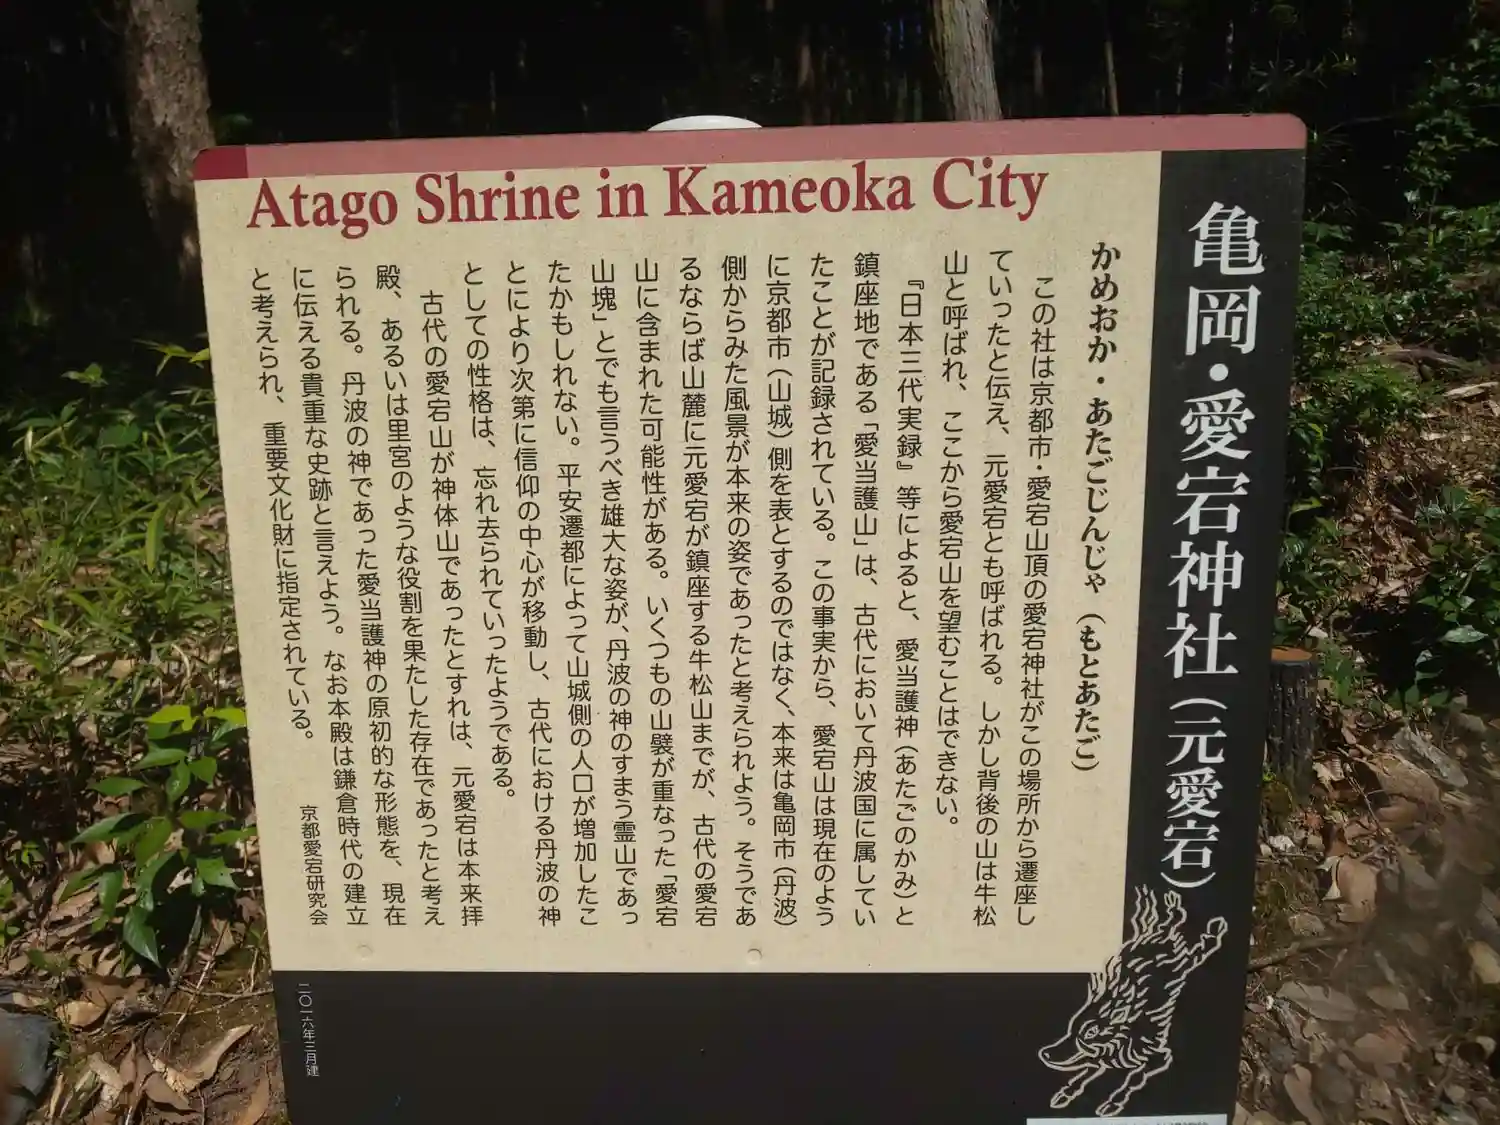 Atago Shrine in Kameoka City
亀岡・愛宕神社（元愛宕）
かめおか・あたごじんじゃ（もとあたご）
この社は京都市・愛宕山頂の愛宕神社がこの場所から遷座し
ていったと伝え、元愛宕とも呼ばれる。しかし背後の山は牛松
山と呼ばれ、ここから愛宕山を望むことはできない。
『日本三代実録』等によると、愛当護神（あたごのかみ）と
鎮座地である「愛当護山」は、古代において丹波国に属してい
たことが記録されている。この事実から、愛宕山は現在のよう
に京都市（山城）側を表とするのではなく、本来は亀岡市（丹波）
側からみた風景が本来の姿であったと考えられよう。そうであ
るならば山麓に元愛宕が鎮座する牛松山までが、古代の愛宕
山に含まれた可能性がある。いくつもの山襞が重なった「愛宕
山塊」とでも言うべき雄大な姿が、丹波の神のすまう霊山であっ
たかもしれない。平安遷都によって山城側の人口が増加したこ
とにより次第に信仰の中心が移動し、古代における丹波の神
としての性格は、忘れ去られていったようである。
古代の愛宕山が神体山であったとすれは、元愛宕は本来拝
殿、あるいは里宮のような役割を果たした存在であったと考え
られる。丹波の神であった愛当護神の原初的な形態を、現在
に伝える貴重な史跡と言えよう。なお本殿は鎌倉時代の建立
と考えられ、重要文化財に指定されている。
京都愛宕研究会
二〇一六年三月建